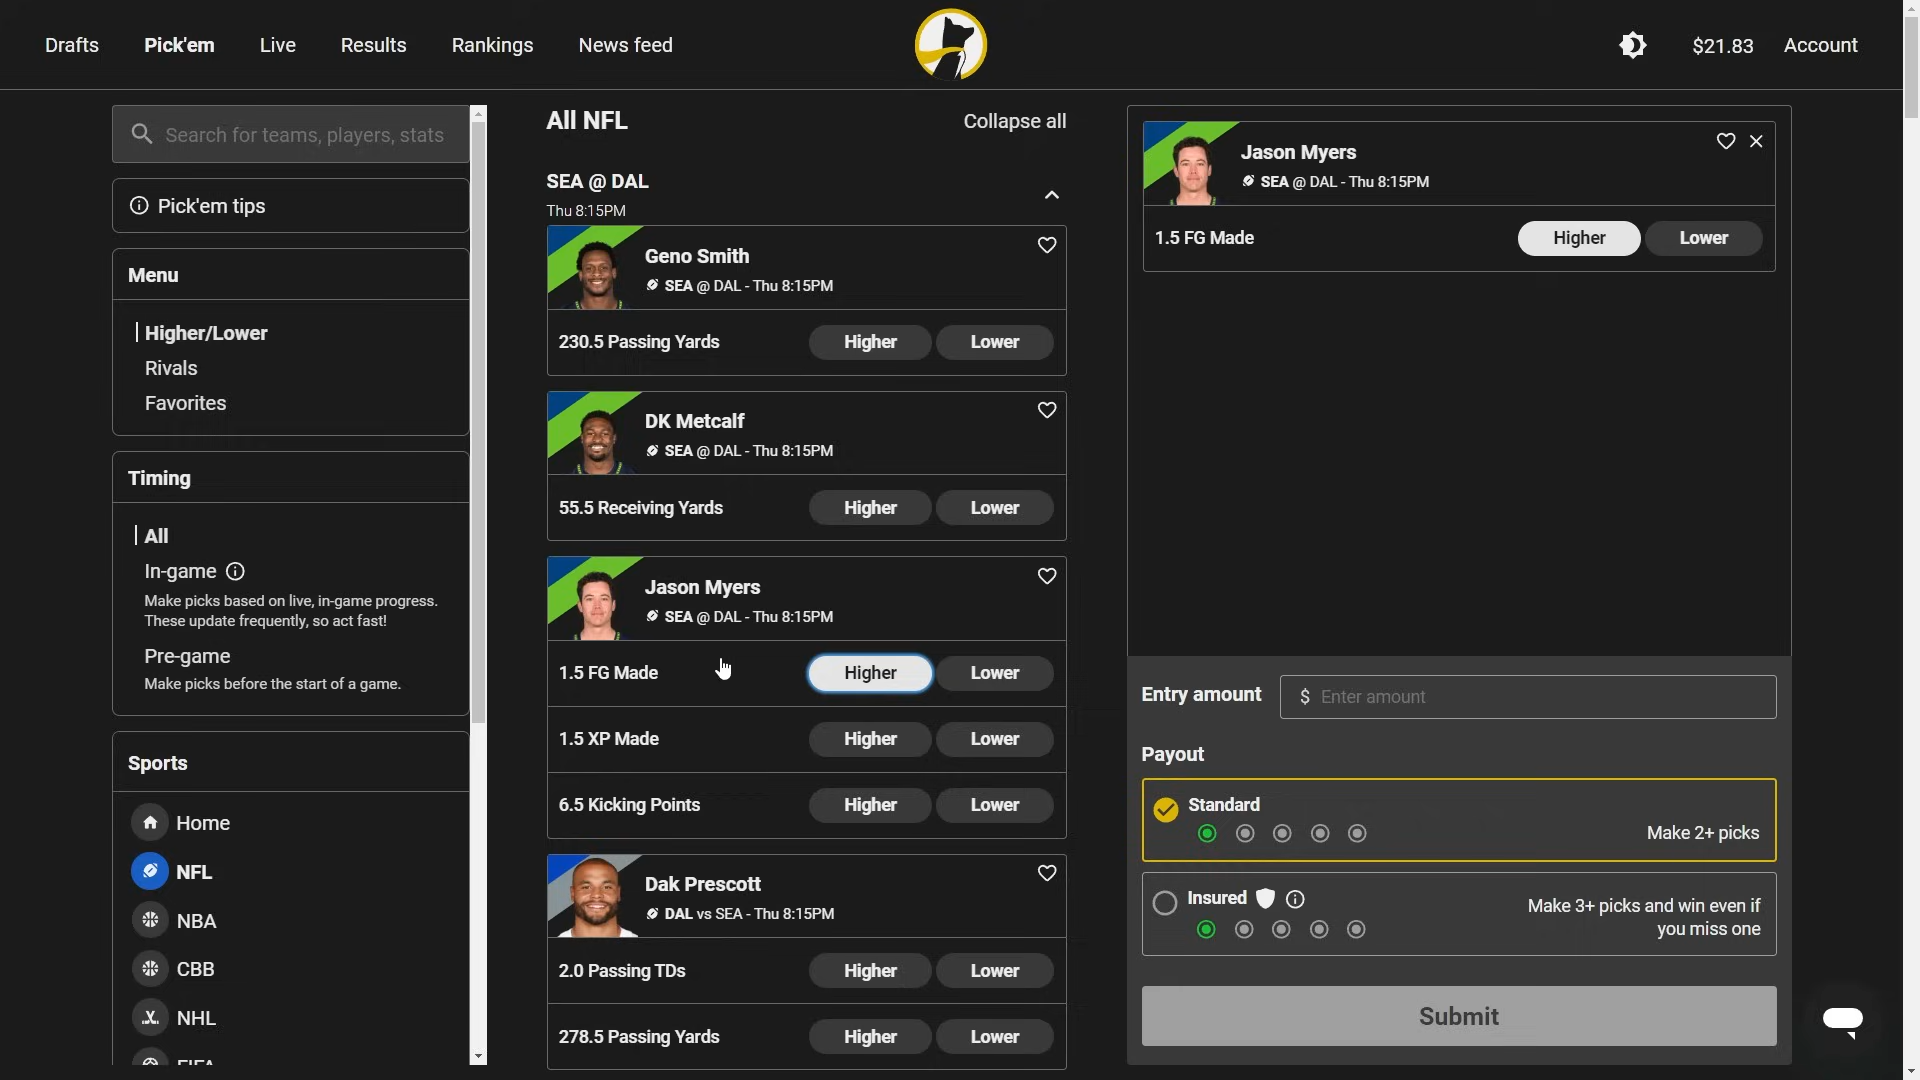 Drafts
Pick'em
Live
Results
Rankings
News feed
$21.83
Account
Search for teams, players, stats
Pick'em tips
Menu
Higher/Lower
Rivals
Favorites
Timing
All
In-game
Make picks based on live, in-game progress.
These update frequently, so act fast!
Pre-game
Make picks before the start of a game.
Sports
Home
NFL
NBA
CBB
NHL
All NFL
Collapse all
SEA @ DAL
Thu 8:15PM
Geno Smith
SEA @ DAL - Thu 8:15PM
230.5 Passing Yards
Higher
Lower
DK Metcalf
SEA @ DAL - Thu 8:15PM
55.5 Receiving Yards
Higher
Lower
Jason Myers
SEA @ DAL - Thu 8:15PM
1.5 FG Made
Higher
Lower
1.5 XP Made
Higher
Lower
6.5 Kicking Points
Higher
Lower
Dak Prescott
DAL vs SEA - Thu 8:15PM
2.0 Passing TDs
Higher
Lower
278.5 Passing Yards
Higher
Lower
Jason Myers
SEA @ DAL - Thu 8:15PM
1.5 FG Made
Higher
Lower
Entry amount
$ Enter amount
Payout
Standard
Make 2+ picks
Insured
Make 3+ picks and win even if
you miss one
Submit